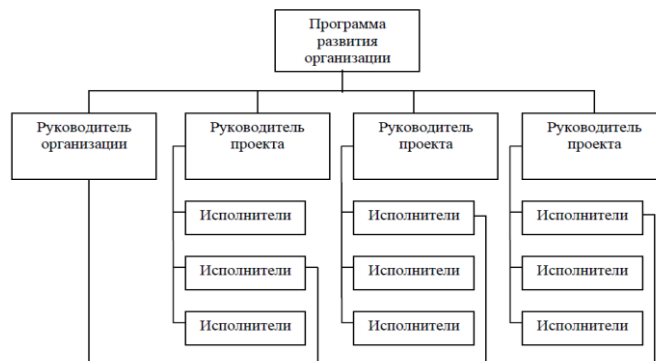 Программа
развития
организации
Руководитель
организации
Руководитель
проекта
Руководитель
проекта
Руководитель
проекта
Исполнители
Исполнители
Исполнители
Исполнители
Исполнители
Исполнители
Исполнители
Исполнители
Исполнители